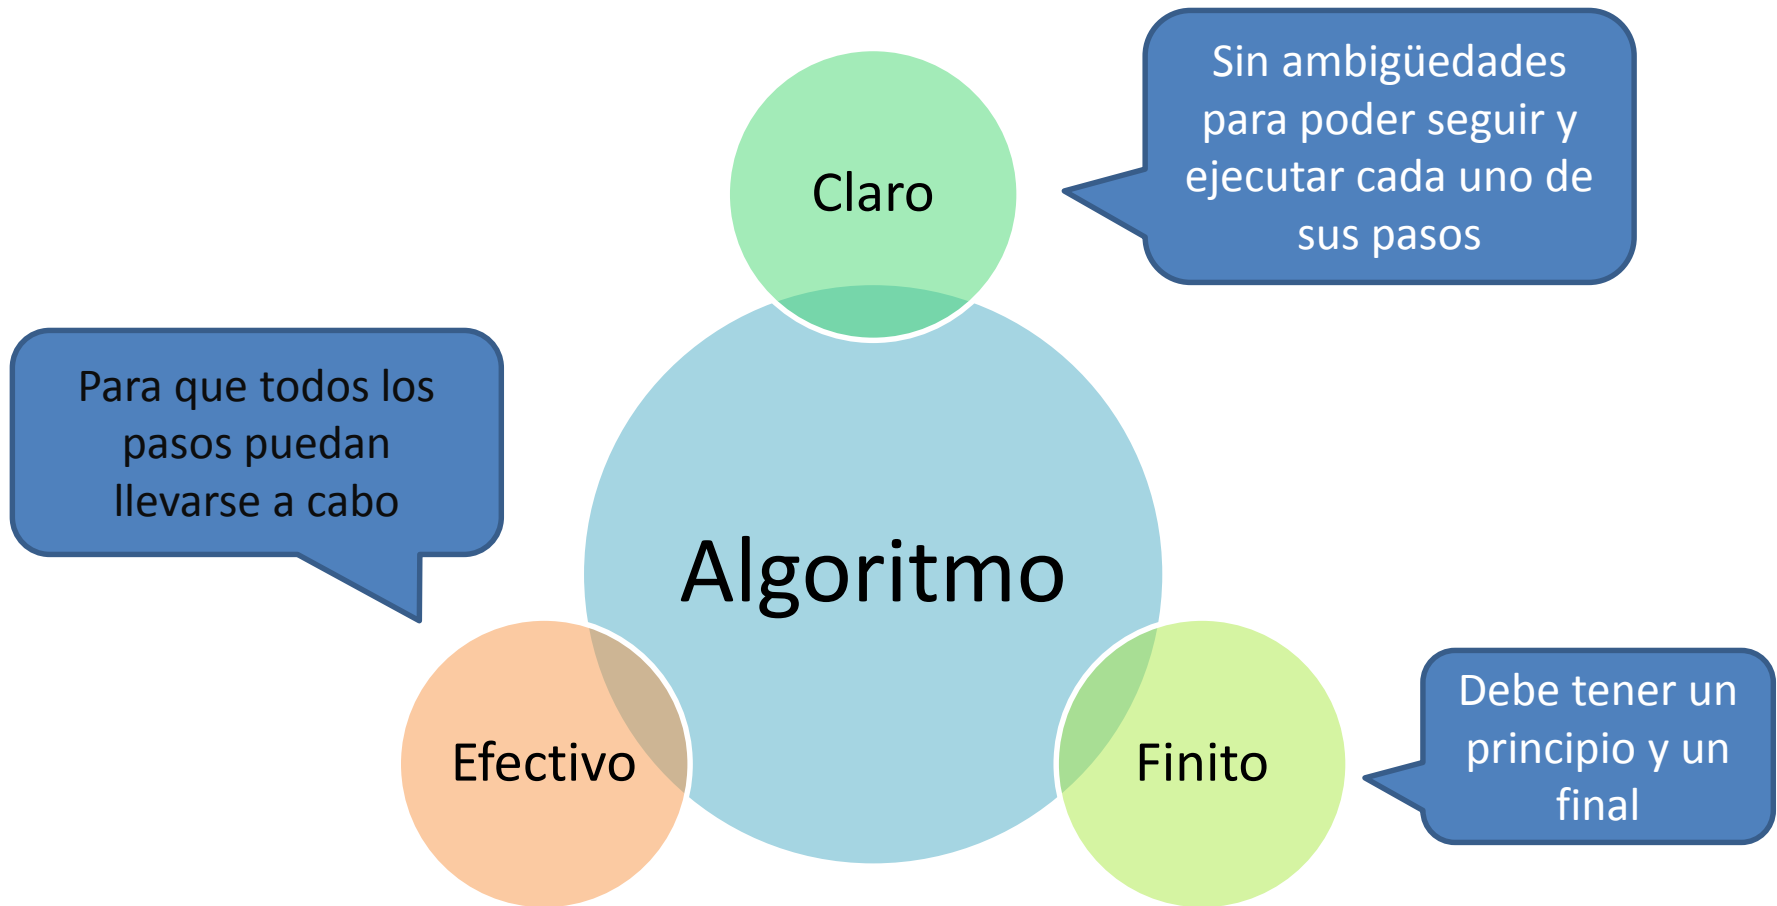 Claro
Sin ambigüedades
para poder seguir y
ejecutar cada uno de
sus pasos
Para que todos los
pasos puedan
llevarse a cabo
Algoritmo
Efectivo
Finito
Debe tener un
principio y un
final